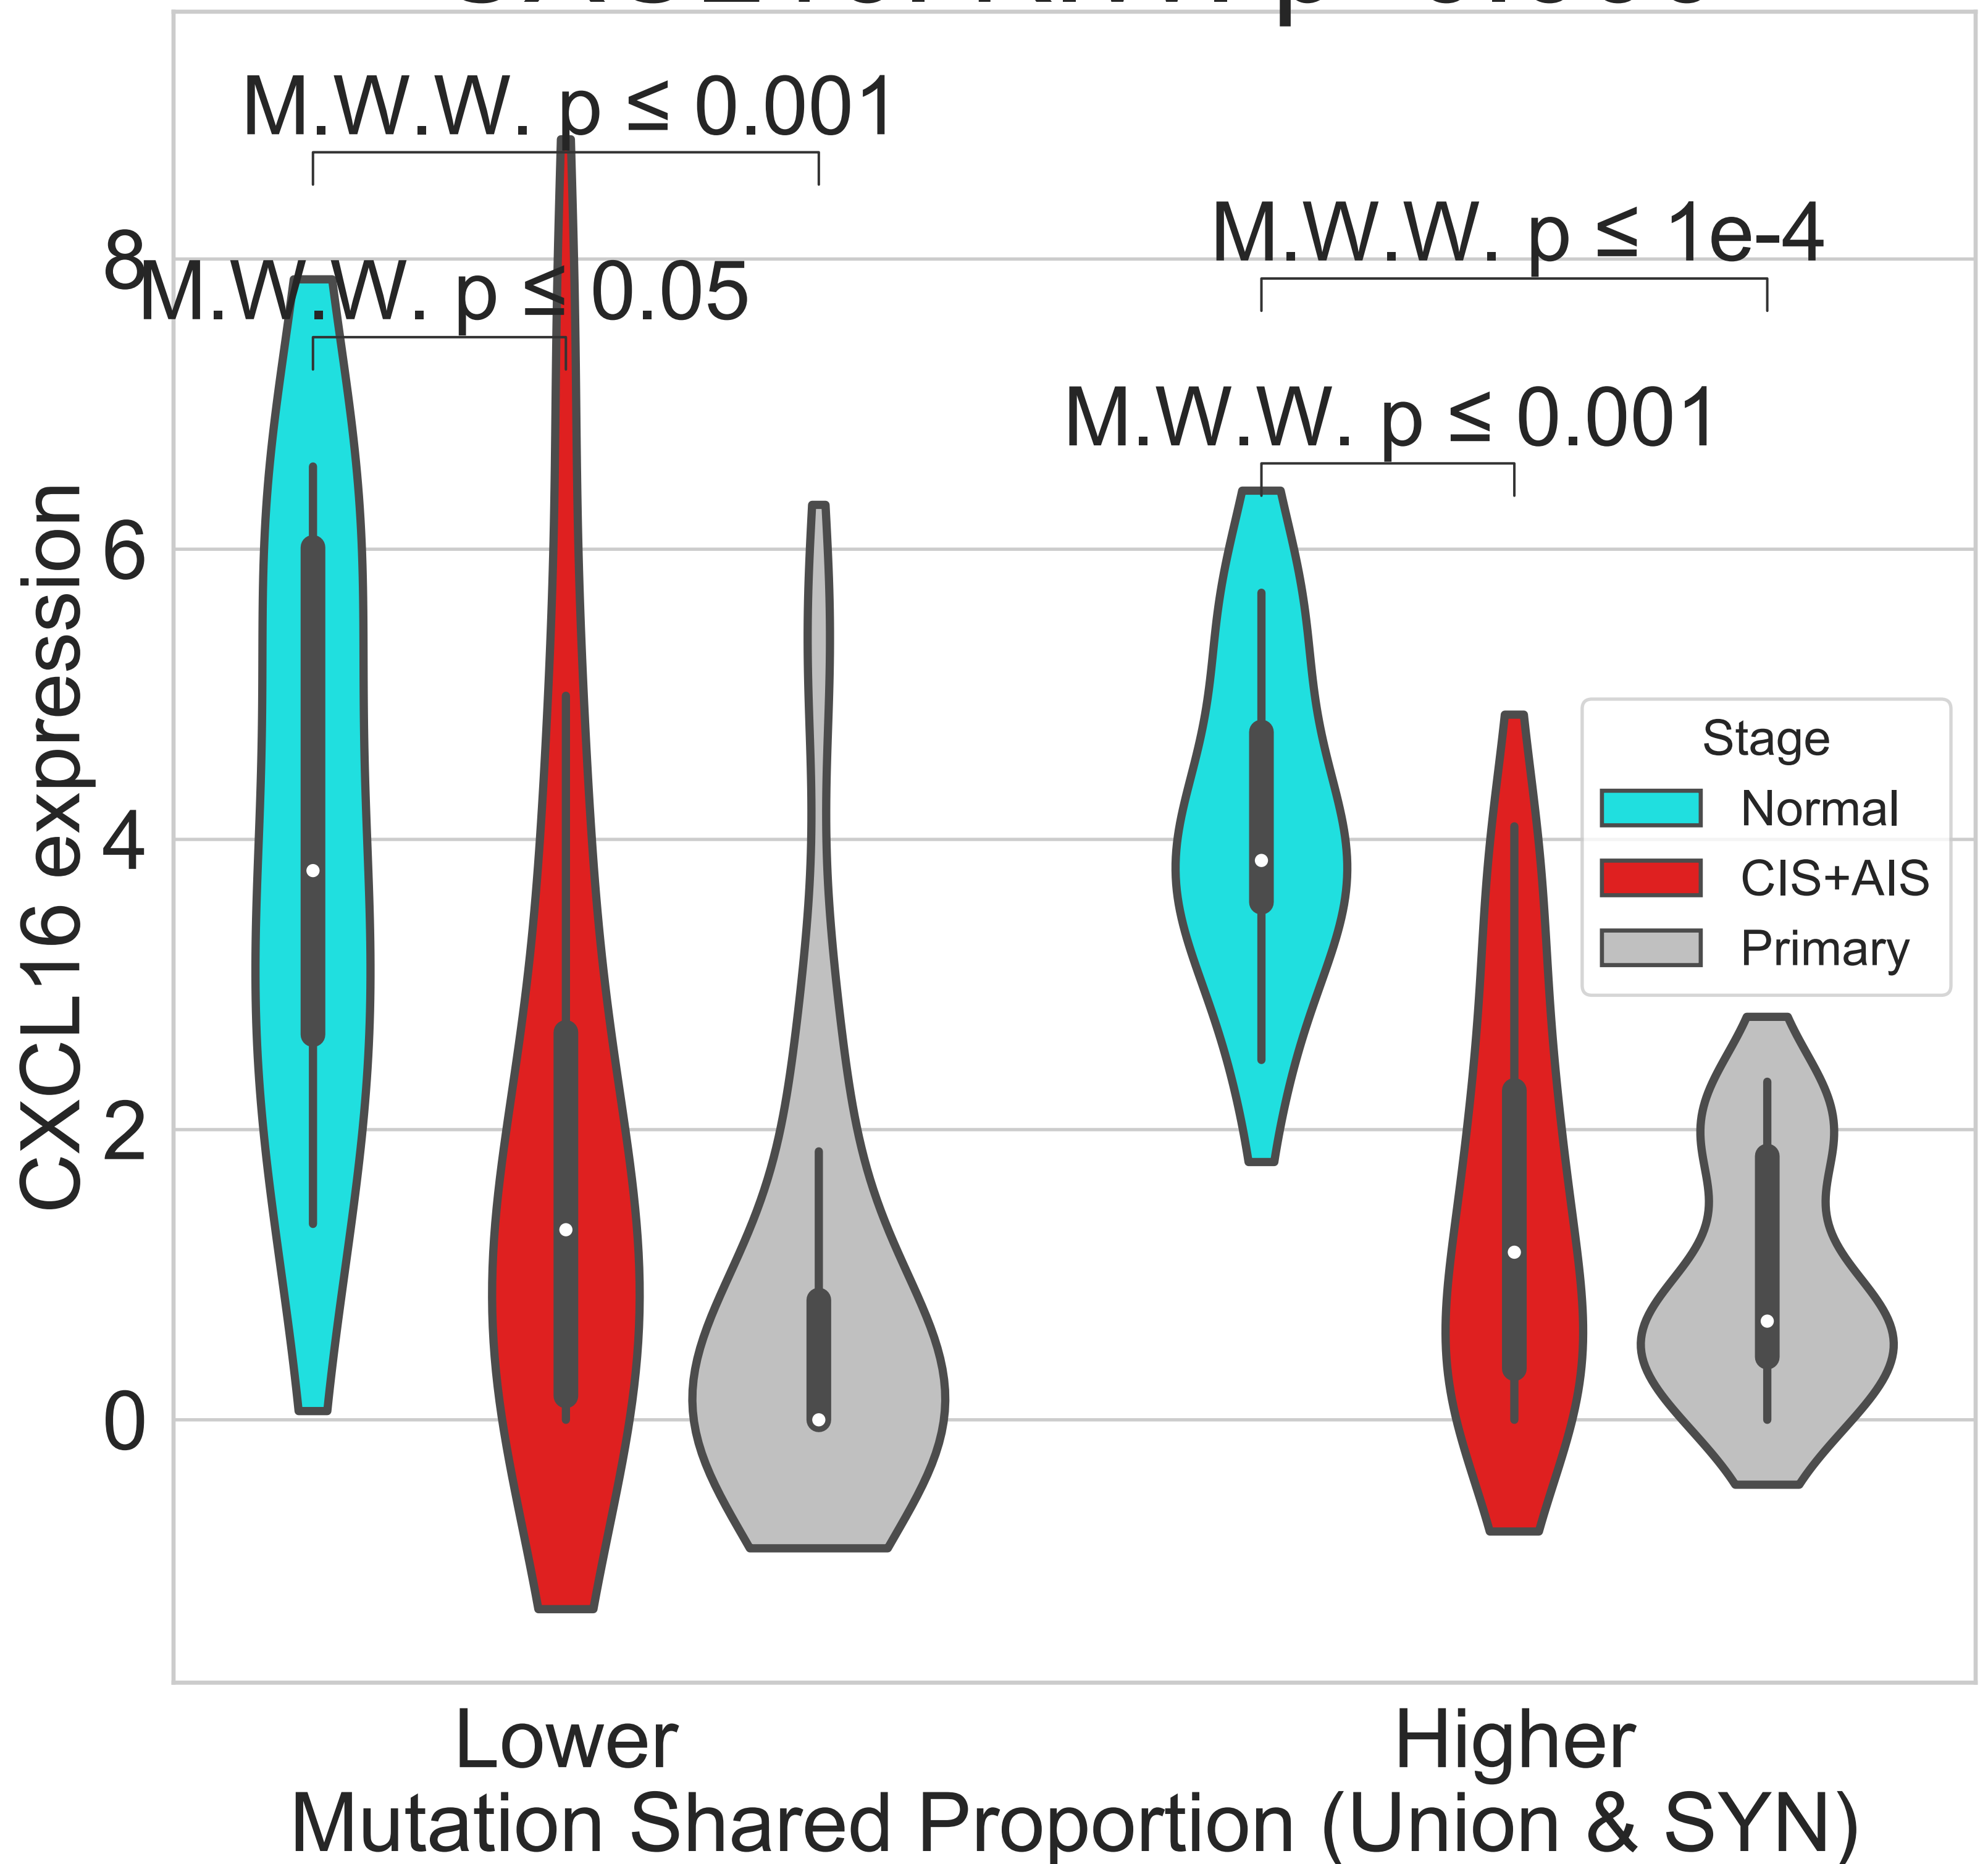 M.W.W. p ≤ 0.001
M.W.W. p ≤ 1e-4
M.W.W. p ≤ 0.05
M.W.W. p ≤ 0.001
8
6
4
2
0
CXCL16 expression
Stage
Normal
CIS+AIS
Primary
Lower
Higher
Mutation Shared Proportion (Union & SYN)